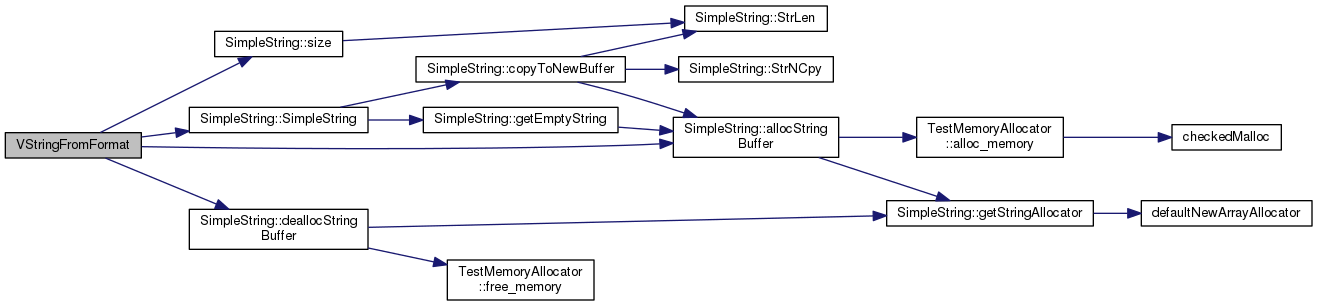 VStringFromFormat
SimpleString::size
SimpleString::SimpleString
SimpleString::deallocString
Buffer
SimpleString::copyToNewBuffer
SimpleString::getEmptyString
TestMemoryAllocator
::free_memory
SimpleString::StrLen
SimpleString::StrNCpy
SimpleString::allocString
Buffer
TestMemoryAllocator
::alloc_memory
SimpleString::getStringAllocator
checkedMalloc
defaultNewArrayAllocator